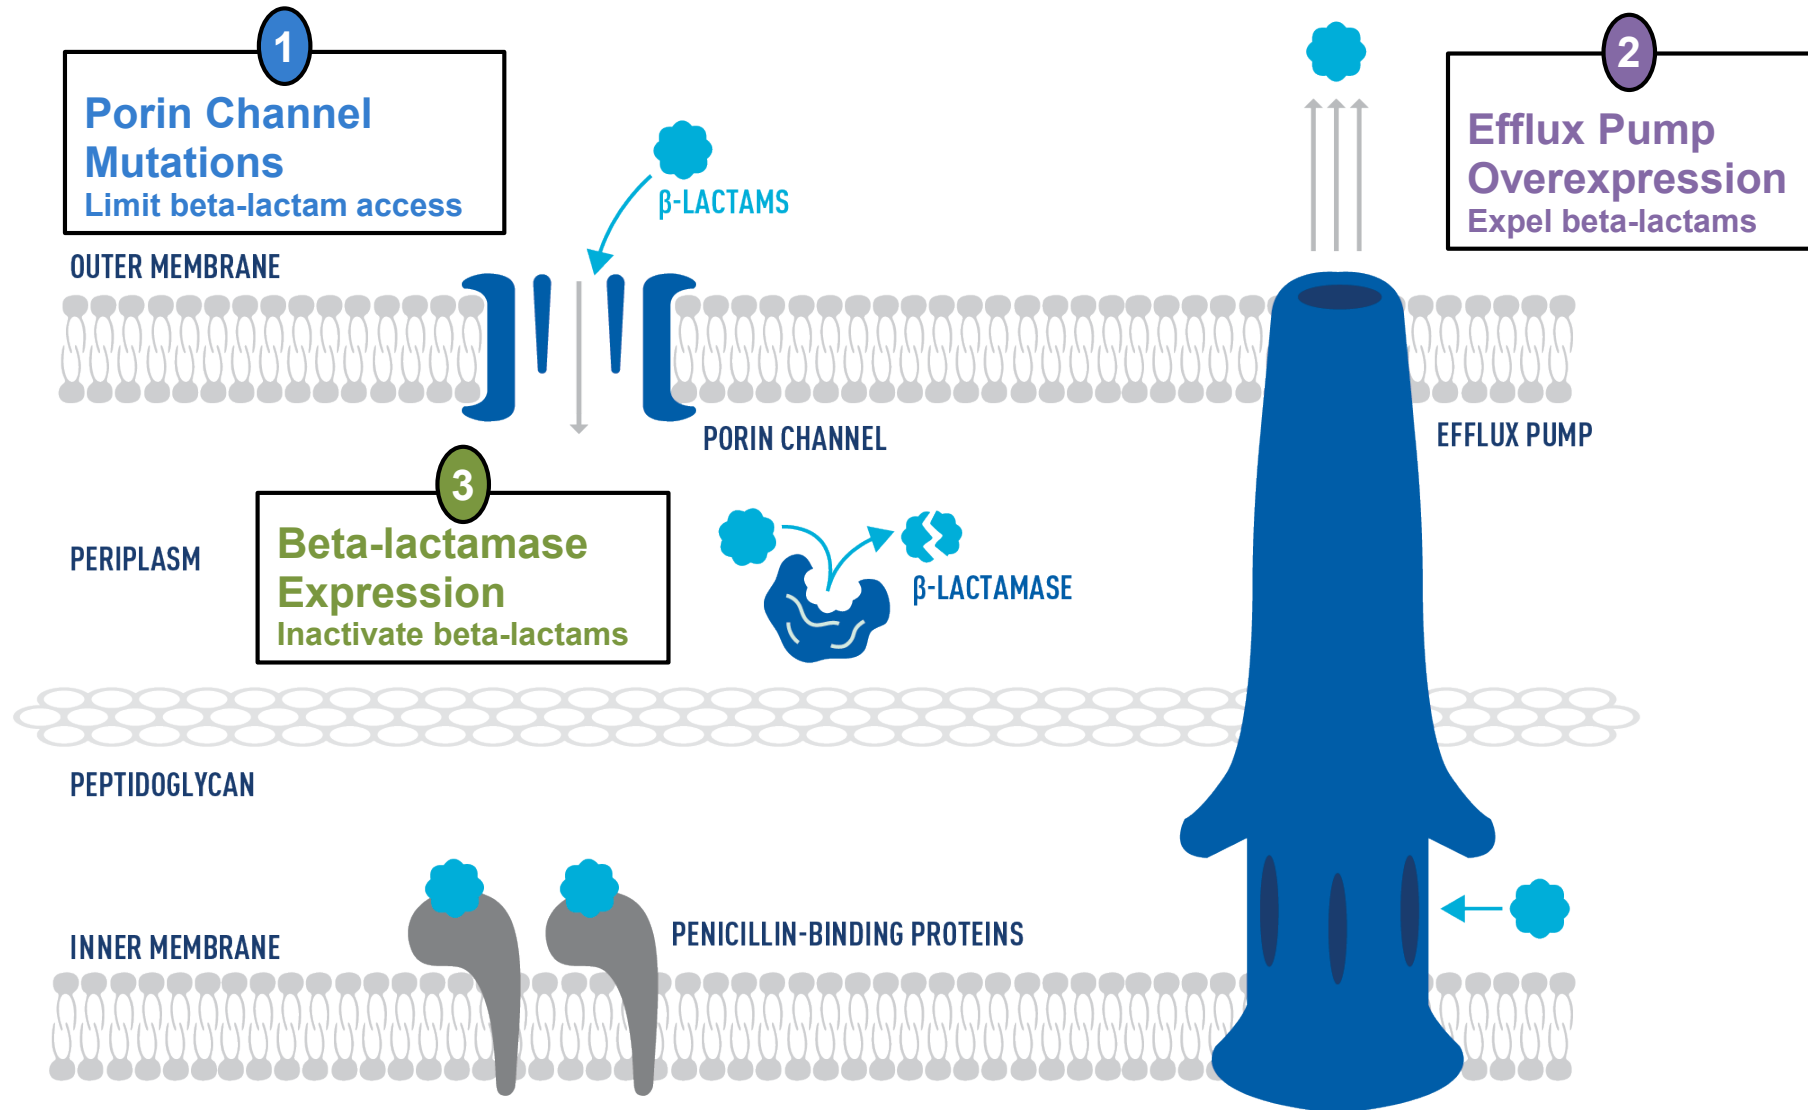 1
Porin Channel
Mutations
Limit beta-lactam access
2
Efflux Pump
Overexpression
Expel beta-lactams
β-LACTAMS
OUTER MEMBRANE
PORIN CHANNEL
EFFLUX PUMP
3
Beta-lactamase
Expression
Inactivate beta-lactams
PERIPLASM
β-LACTAMASE
PEPTIDOGLYCAN
INNER MEMBRANE
PENICILLIN-BINDING PROTEINS